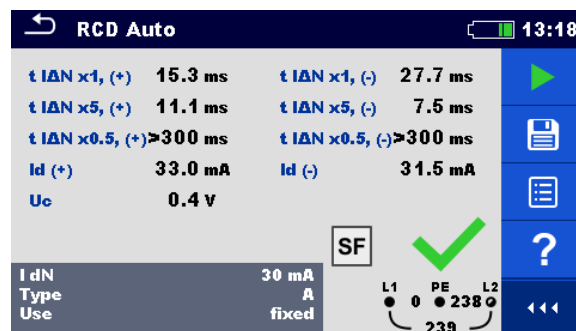 RCD Auto 13:18
t IΔN x1, (+) 15.3 ms t IΔN x1, (-) 27.7 ms
t IΔN x5, (+) 11.1 ms t IΔN x5, (-) 7.5 ms
t IΔN x0.5, (+) >300 ms t IΔN x0.5, (-) >300 ms
Id (+) 33.0 mA Id (-) 31.5 mA
Uc 0.4 V
SF
?
I dN 30 mA
Type A
Use fixed
L1 PE L2
0 238
239